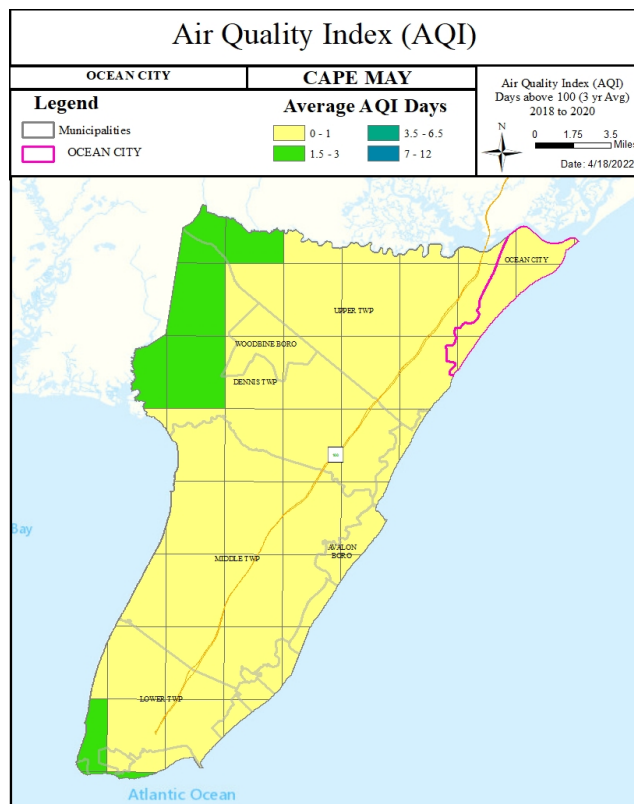 Air Quality Index (AQI)
OCEAN CITY
CAPE MAY
Legend
Municipalities
OCEAN CITY
Average AQI Days
0 - 1
3.5 - 6.5
1.5 - 3
7 - 12
Air Quality Index (AQI)
Days above 100 (3 yr Avg)
2018 to 2020
N
0 1.75 3.5
Miles
Date: 4/18/2022
OCEAN CITY
UPPER TWP
WOODBINE BORO
DENNIS TWP
Bay
AVALON
BORO
MIDDLE TWP
LOWER TWP
Atlantic Ocean